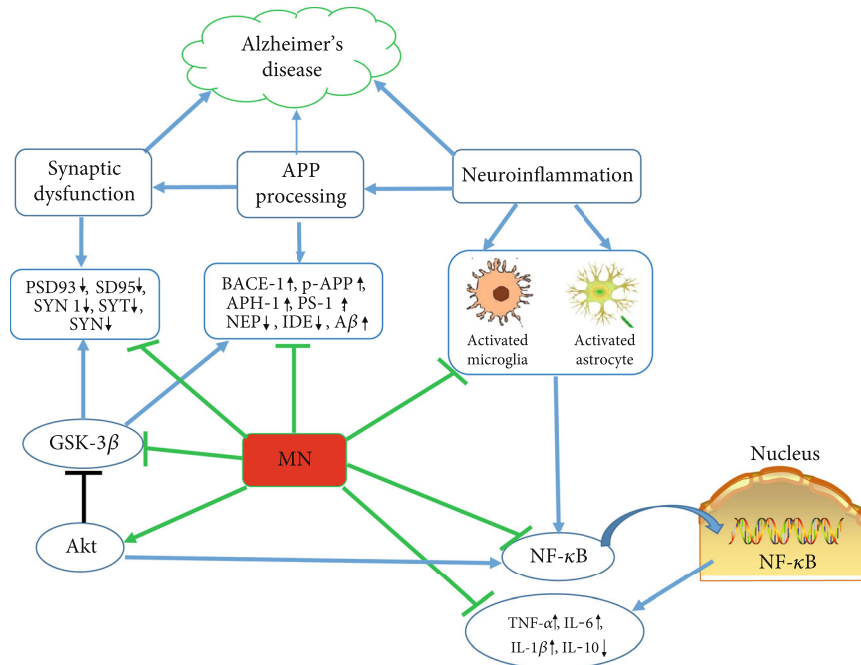 Alzheimer's
disease
Synaptic
dysfunction
APP
processing
Neuroinflammation
PSD93↓, SD95↓,
SYN 1↓, SYT↓,
SYN↓
BACE-1↑, p-APP↑,
APH-1↑, PS-1 ↑
NEP↓, IDE↓, Aβ↑
Activated
microglia
Activated
astrocyte
GSK-3β
MN
Nucleus
Akt
NF-κB
NF-κB
TNF-α↑, IL-6↑,
IL-1β↑, IL-10↓